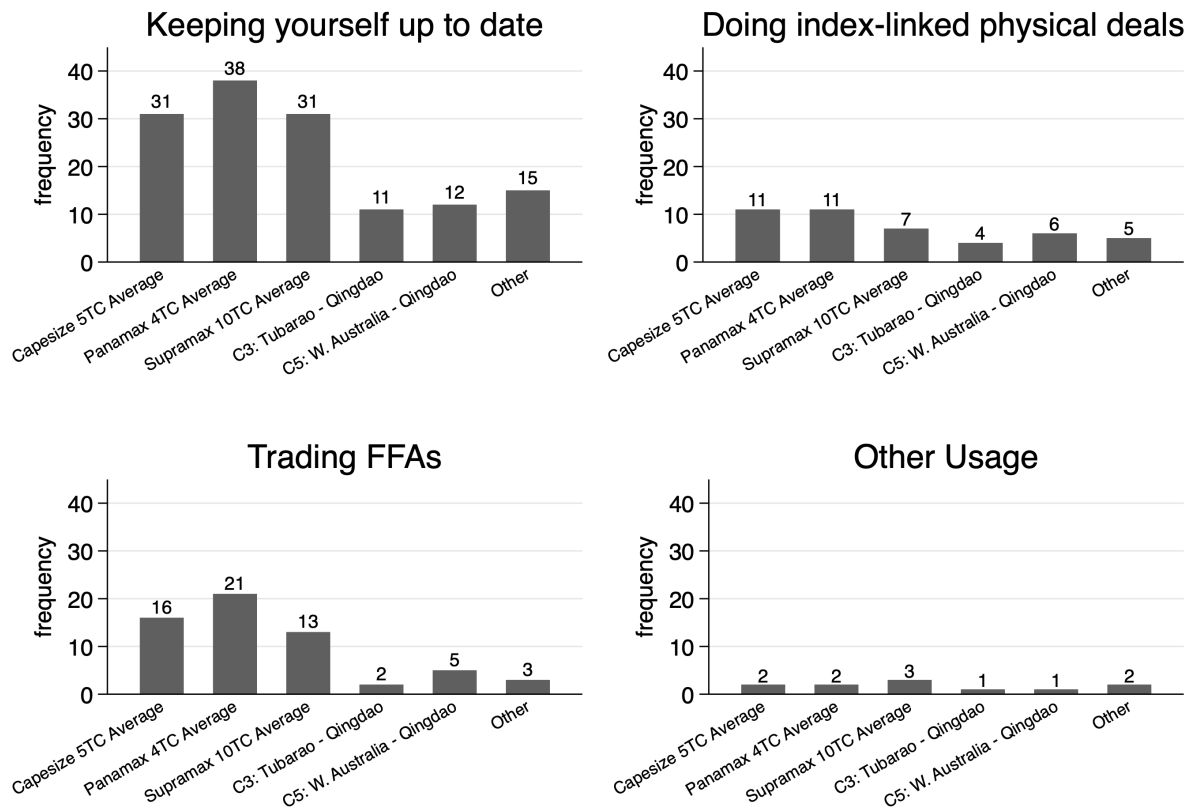 Keeping yourself up to date
frequency
40
30
20
10
0
31
38
31
11
12
15
Capesize 5TC Average
Panamax 4TC Average
Supramax 10TC Average
C3: Tubarao - Qingdao
C5: W. Australia - Qingdao
Other
Doing index-linked physical deals
frequency
40
30
20
10
0
11
11
7
4
6
5
Capesize 5TC Average
Panamax 4TC Average
Supramax 10TC Average
C3: Tubarao - Qingdao
C5: W. Australia - Qingdao
Other
Trading FFAs
frequency
40
30
20
10
0
16
21
13
2
5
3
Capesize 5TC Average
Panamax 4TC Average
Supramax 10TC Average
C3: Tubarao - Qingdao
C5: W. Australia - Qingdao
Other
Other Usage
frequency
40
30
20
10
0
2
2
3
1
1
2
Capesize 5TC Average
Panamax 4TC Average
Supramax 10TC Average
C3: Tubarao - Qingdao
C5: W. Australia - Qingdao
Other